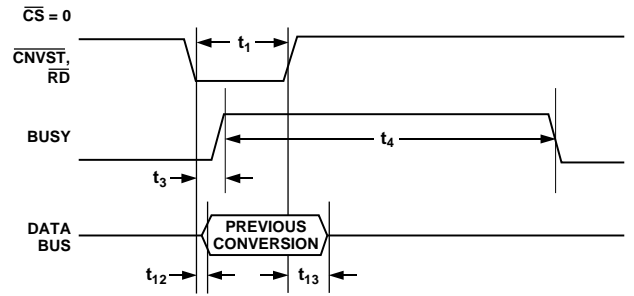 CS = 0
t1
CNVST,
RD
BUSY
t4
t3
DATA
BUS
PREVIOUS
CONVERSION
t12
t13